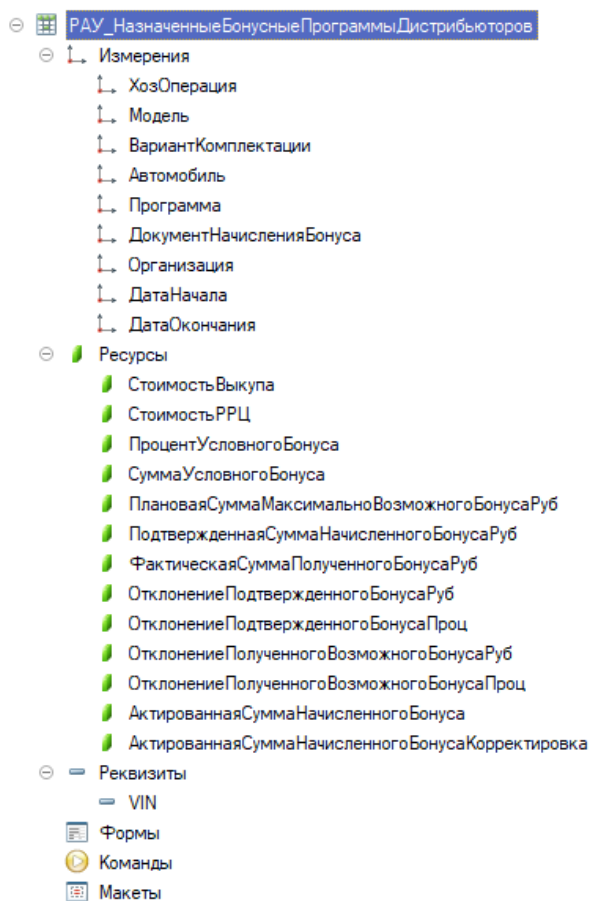 РАУ_НазначенныеБонусныеПрограммыДистрибьюторов
Измерения
ХозОперация
Модель
ВариантКомплектации
Автомобиль
Программа
ДокументНачисленияБонуса
Организация
ДатаНачала
ДатаОкончания
Ресурсы
СтоимостьВыкупа
СтоимостьРРЦ
ПроцентУсловногоБонуса
СуммаУсловногоБонуса
ПлановаяСуммаМаксимальноВозможногоБонусаРуб
ПодтвержденнаяСуммаНачисленногоБонусаРуб
ФактическаяСуммаПолученногоБонусаРуб
ОтклонениеПодтвержденногоБонусаРуб
ОтклонениеПодтвержденногоБонусаПроц
ОтклонениеПолученногоВозможногоБонусаРуб
ОтклонениеПолученногоВозможногоБонусаПроц
АктированнаяСуммаНачисленногоБонуса
АктированнаяСуммаНачисленногоБонусаКорректировка
Реквизиты
VIN
Формы
Команды
Макеты